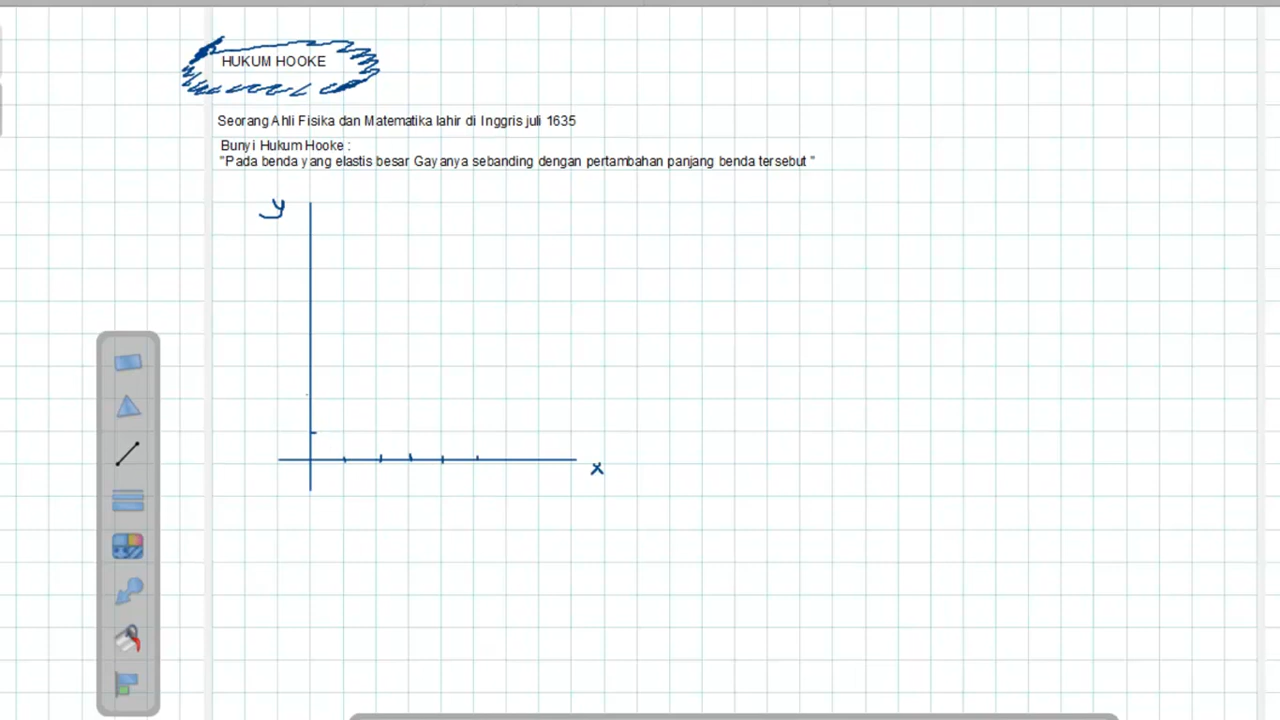 HUKUM HOOKE
Seorang Ahli Fisika dan Matematika lahir di Inggris juli 1635
Bunyi Hukum Hooke :
"Pada benda yang elastis besar Gayanya sebanding dengan pertambahan panjang benda tersebut "
y
x